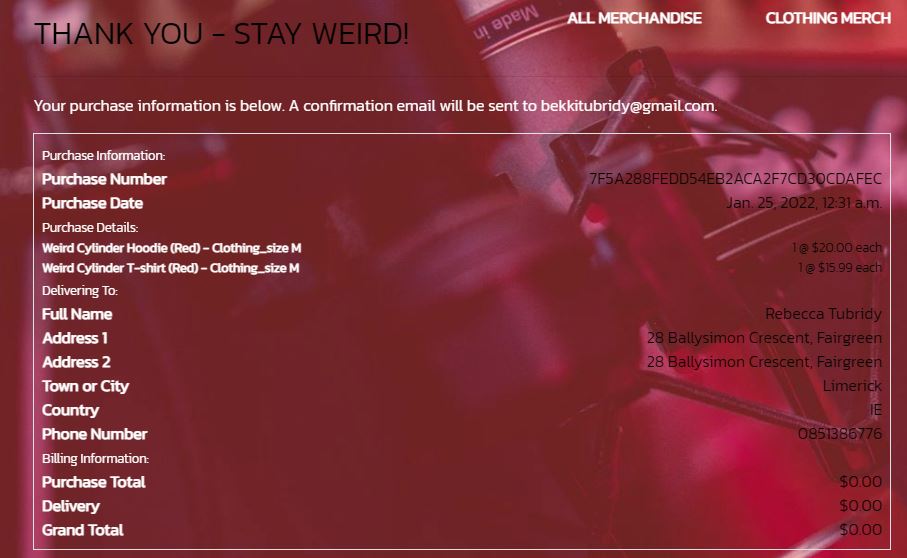 ALL MERCHANDISE CLOTHING MERCH
THANK YOU - STAY WEIRD!
Made in
Your purchase information is below. A confirmation email will be sent to bekkitubridy@gmail.com.
Purchase Information:
Purchase Number 7F5A288FEDD54EB2ACA2F7CD30CDAFEC
Purchase Date Jan. 25, 2022, 12:31 a.m.
Purchase Details:
Weird Cylinder Hoodie (Red) - Clothing_size M 1 @ $20.00 each
Weird Cylinder T-shirt (Red) - Clothing_size M 1 @ $15.99 each
Delivering To:
Full Name Rebecca Tubridy
Address 1 28 Ballysimon Crescent, Fairgreen
Address 2 28 Ballysimon Crescent, Fairgreen
Town or City Limerick
Country IE
Phone Number 0851386776
Billing Information:
Purchase Total $0.00
Delivery $0.00
Grand Total $0.00